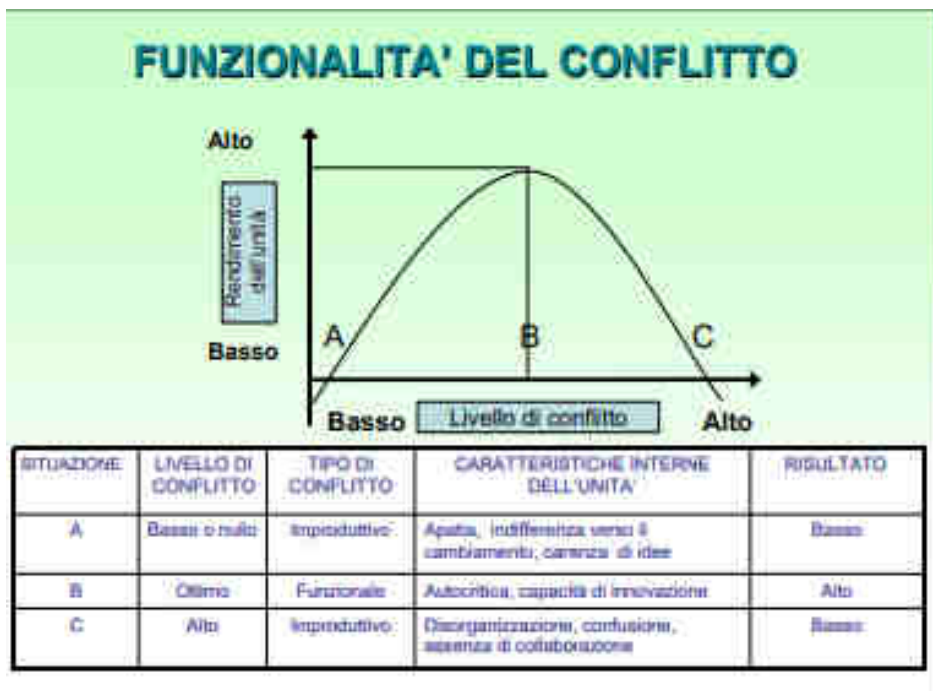 FUNZIONALITA' DEL CONFLITTO
Alto
Rendimento
dell'unità
Basso
A
B
C
Basso
Livello di conflitto
Alto
SITUAZIONE
LIVELLO DI
CONFLITTO
TIPO DI
CONFLITTO
CARATTERISTICHE INTERNE
DELL'UNITA'
RISULTATO
A
Basso o nullo
Improduttivo
Apatia, indifferenza verso il
cambiamento, carenza di idee
Basso
B
Ottimo
Funzionale
Autocritica, capacità di innovazione
Alto
C
Alto
Improduttivo
Disorganizzazione, confusione,
assenza di collaborazione
Basso